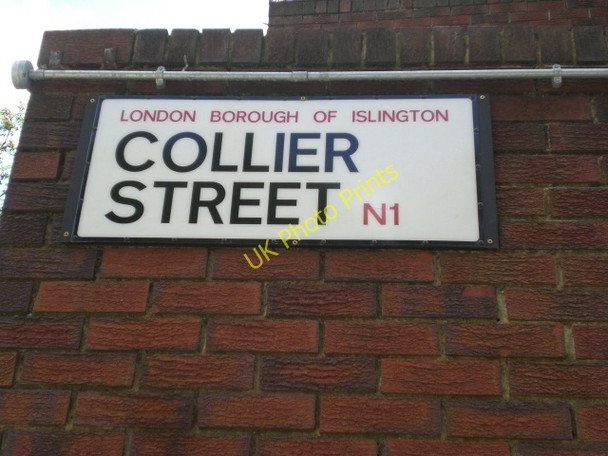 LONDON BOROUGH OF ISLINGTON
COLLIER
STREET N1
UK Photo Prints